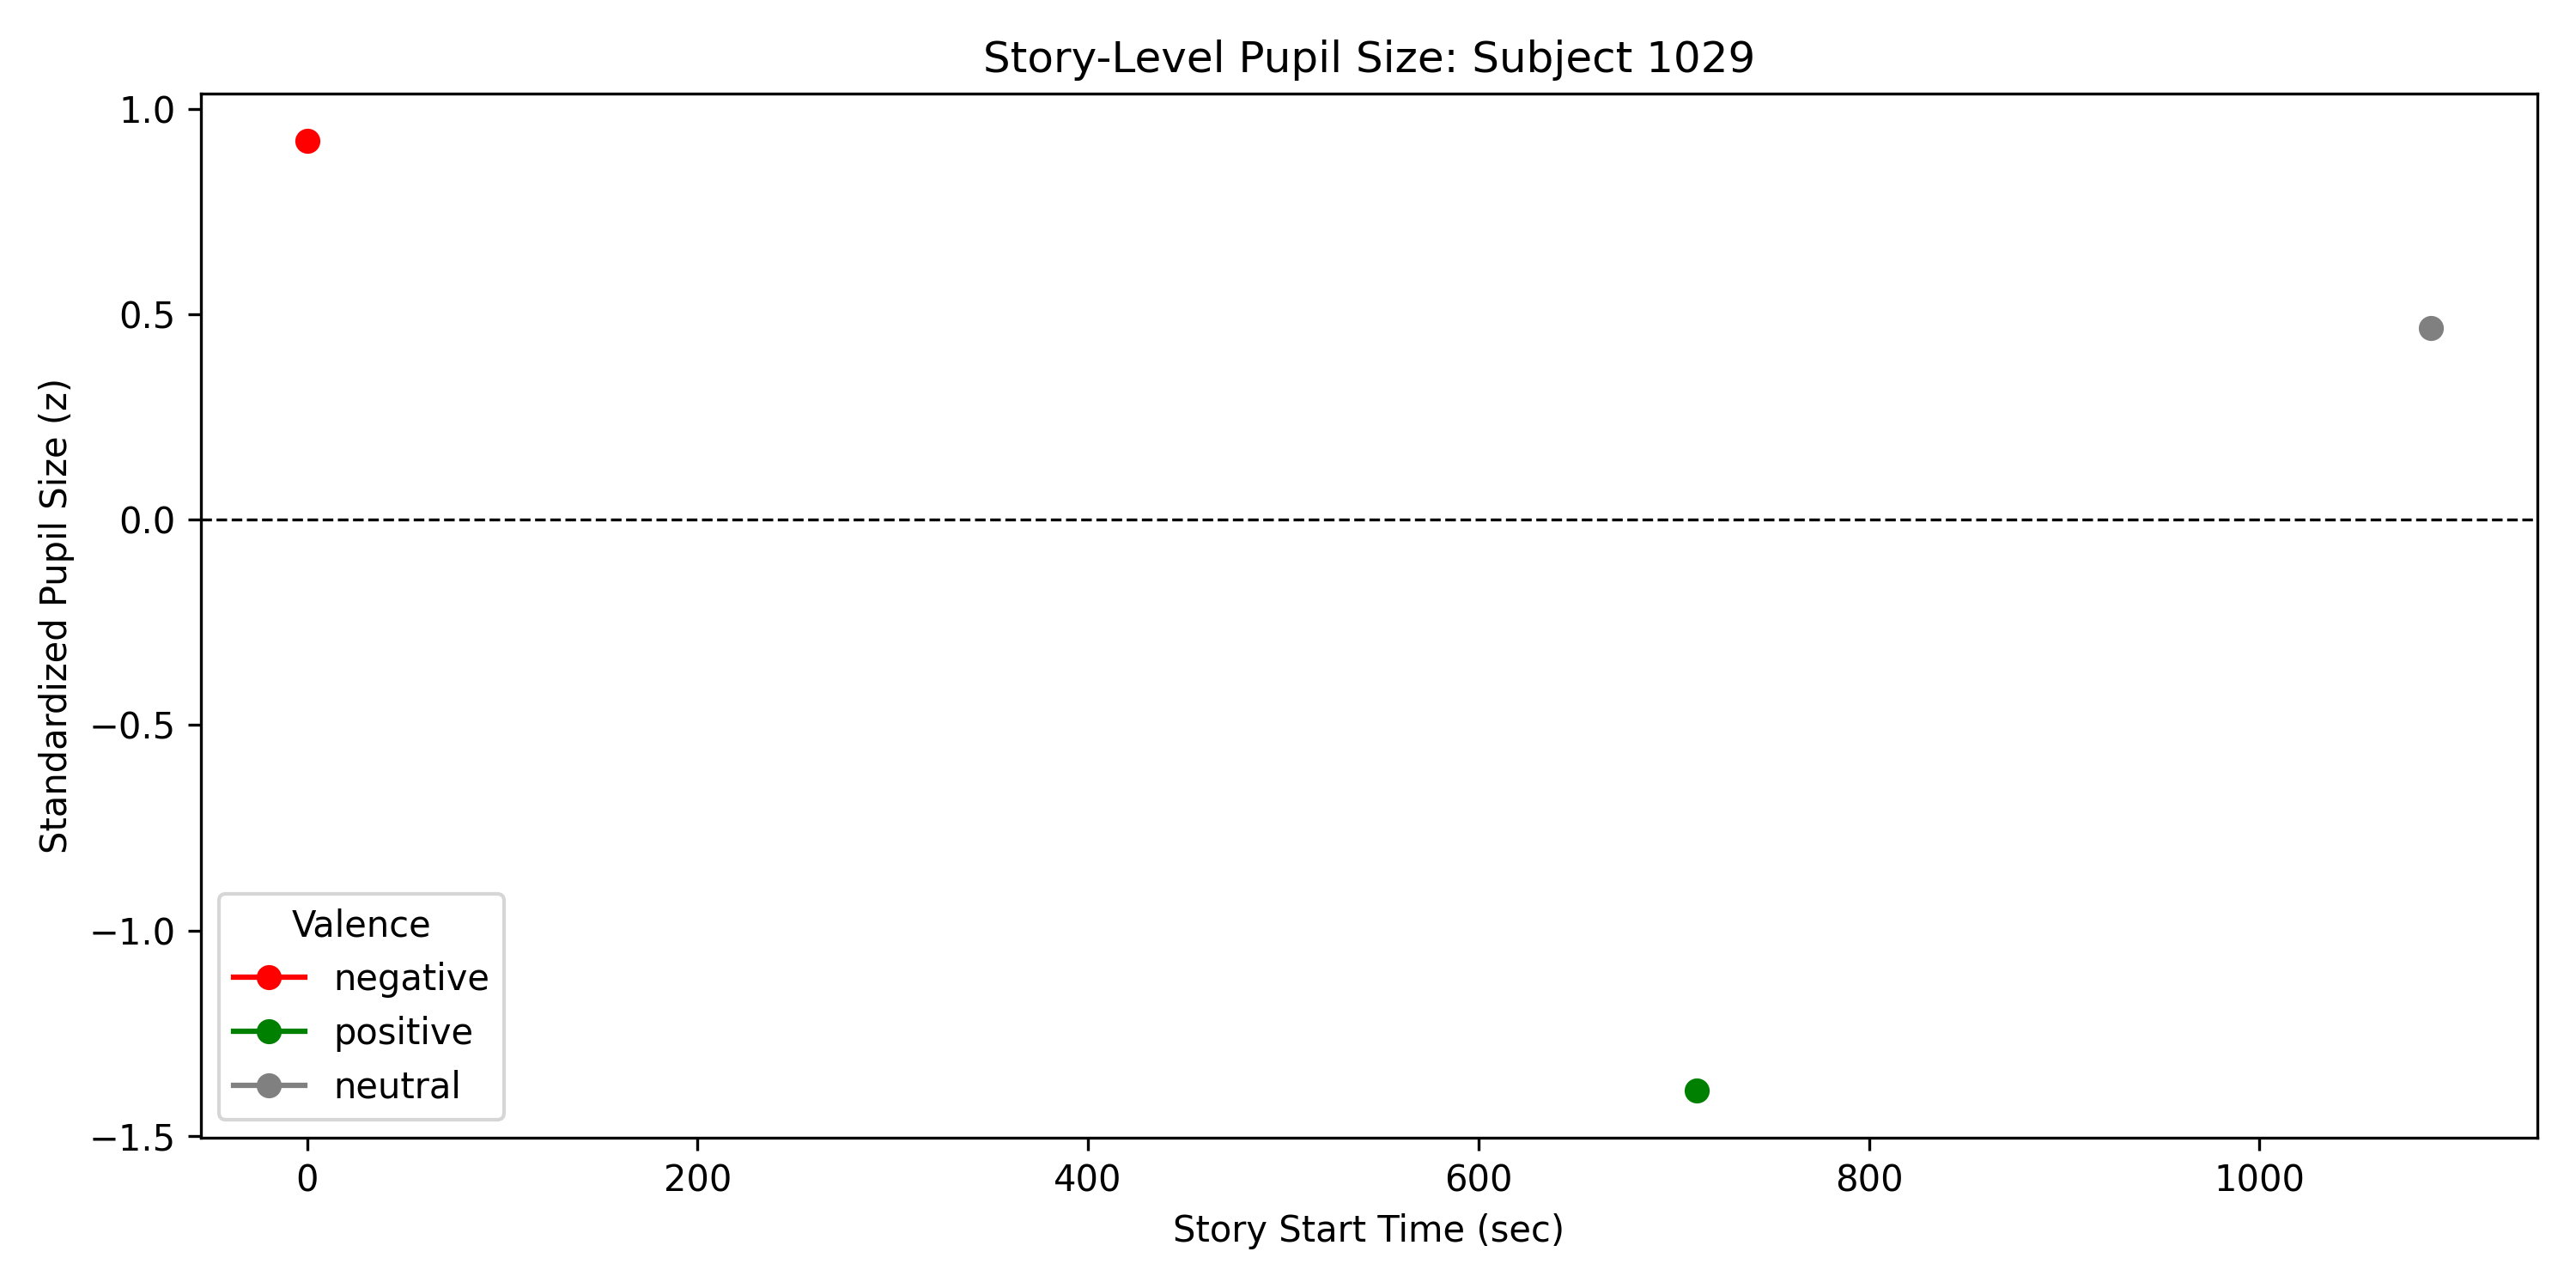 Story-Level Pupil Size: Subject 1029
1.0
0.5
0.0
−0.5
−1.0
−1.5
Standardized Pupil Size (z)
Valence
negative
positive
neutral
0 200 400 600 800 1000
Story Start Time (sec)